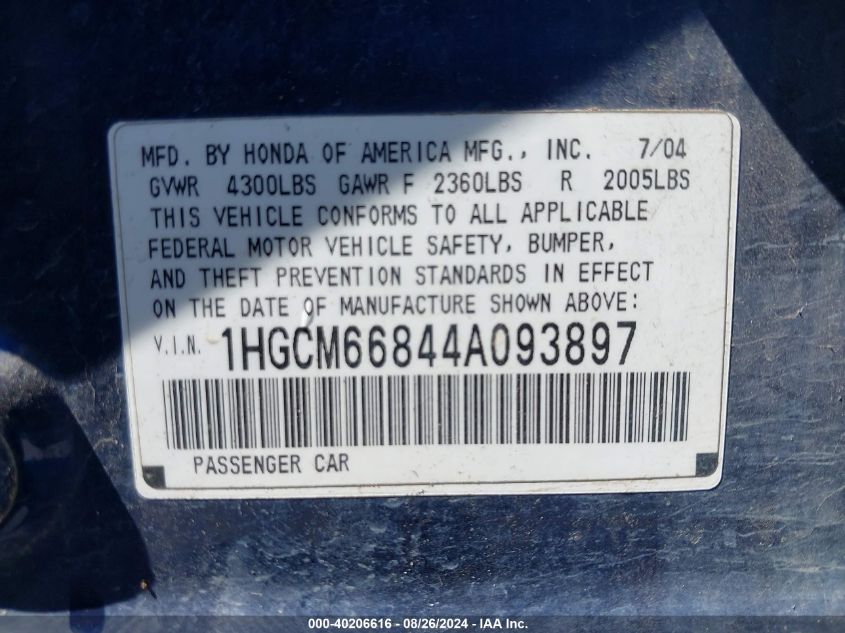 MFD. BY HONDA OF AMERICA MFG., INC. 7/04
GVWR 4300LBS GAWR F 2360LBS R 2005LBS
THIS VEHICLE CONFORMS TO ALL APPLICABLE
FEDERAL MOTOR VEHICLE SAFETY, BUMPER,
AND THEFT PREVENTION STANDARDS IN EFFECT
ON THE DATE OF MANUFACTURE SHOWN ABOVE:
V.I.N. 1HGCM66844A093897
PASSENGER CAR
000-40206616 - 08/26/2024 - IAA Inc.